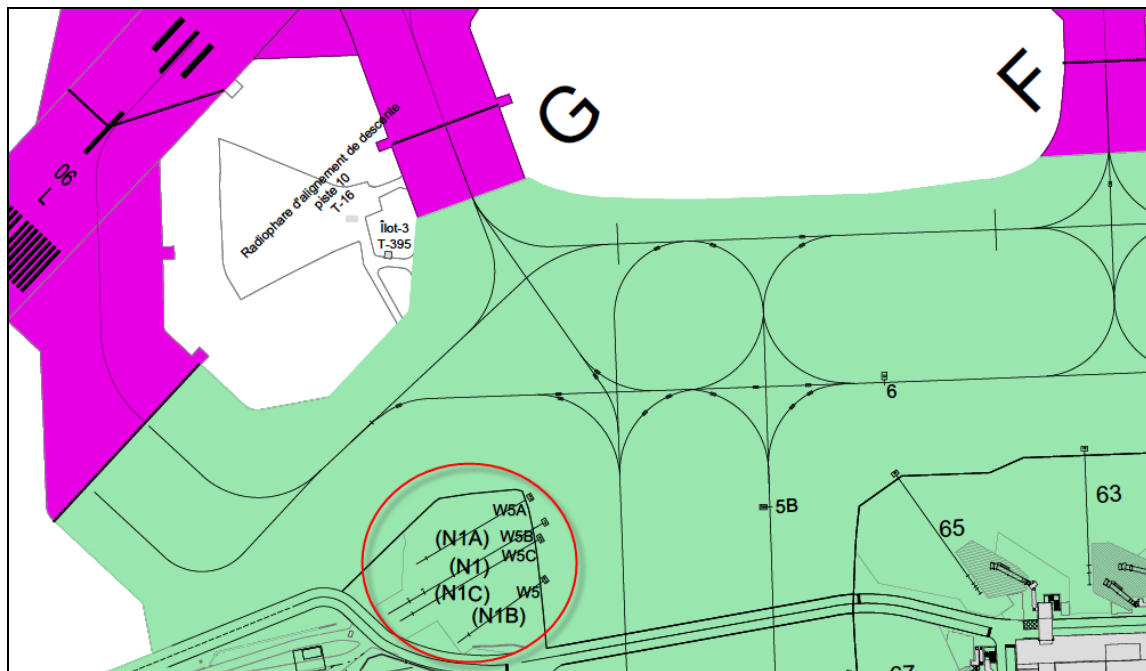 G
F
06 L
Radiophare d'alignement de descente
piste 10
T-16
Îlot-3
T-395
6
5B
65
63
W5A
(N1A)
W5B
(N1)
W5C
(N1C)
W5
(N1B)
67